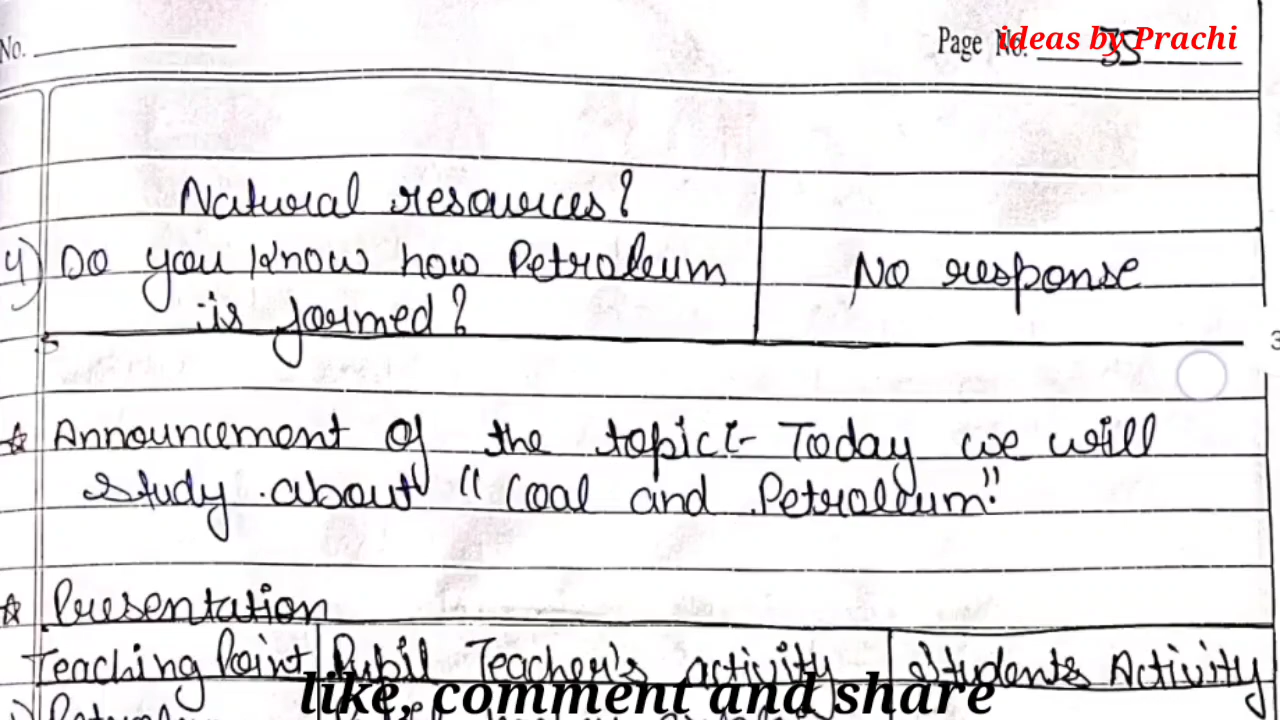 No.
Page No. 35
ideas by Prachi
Natural resources?
4) Do you know how Petroleum
is formed?
No response
☆ Announcement of the topic:- Today we will
study about "Coal and Petroleum".
☆ Presentation
Teaching Point Pupil Teacher's activity Students Activity
like, comment and share